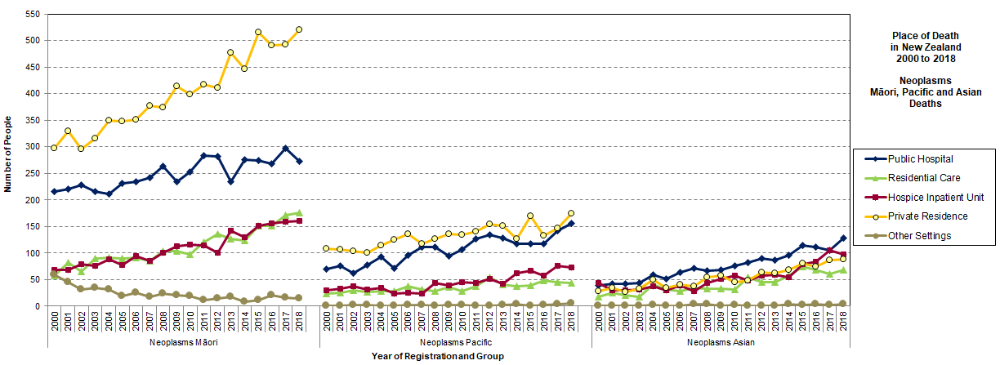 Number of People
550
500
450
400
350
300
250
200
150
100
50
0
2000 2001 2002 2003 2004 2005 2006 2007 2008 2009 2010 2011 2012 2013 2014 2015 2016 2017 2018
2000 2001 2002 2003 2004 2005 2006 2007 2008 2009 2010 2011 2012 2013 2014 2015 2016 2017 2018
2000 2001 2002 2003 2004 2005 2006 2007 2008 2009 2010 2011 2012 2013 2014 2015 2016 2017 2018
Neoplasms Māori
Neoplasms Pacific
Neoplasms Asian
Year of Registration and Group
Place of Death
in New Zealand
2000 to 2018
Neoplasms
Māori, Pacific and Asian
Deaths
Public Hospital
Residential Care
Hospice Inpatient Unit
Private Residence
Other Settings